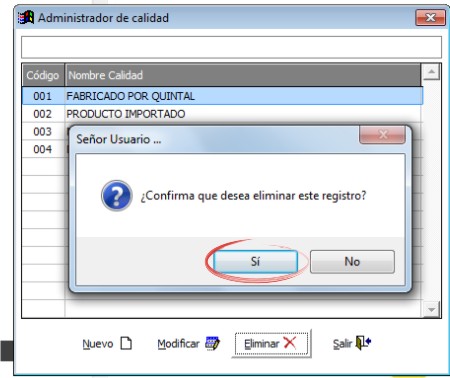 Administrador de calidad
Código Nombre Calidad
001 FABRICADO POR QUINTAL
002 PRODUCTO IMPORTADO
003
004
Señor Usuario ...
¿Confirma que desea eliminar este registro?
Sí No
Nuevo Modificar Eliminar Salir